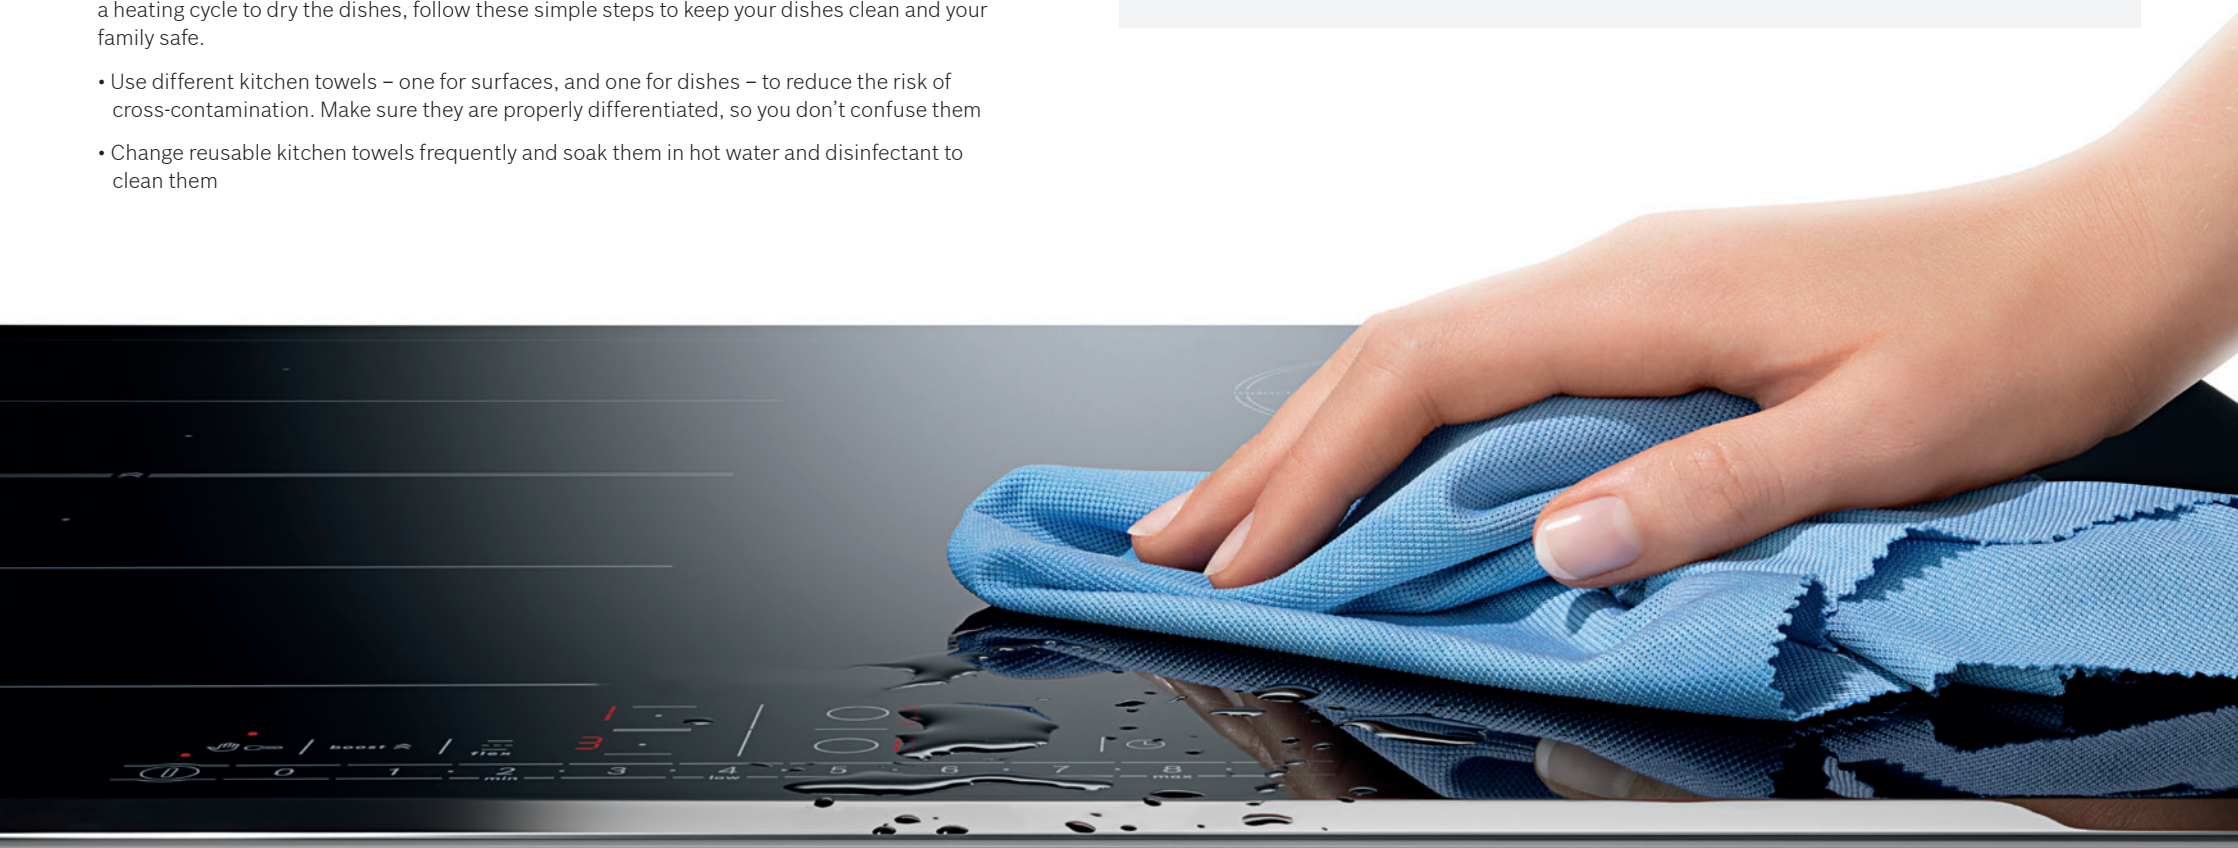 a heating cycle to dry the dishes, follow these simple steps to keep your dishes clean and your
family safe.
• Use different kitchen towels – one for surfaces, and one for dishes – to reduce the risk of
cross-contamination. Make sure they are properly differentiated, so you don’t confuse them
• Change reusable kitchen towels frequently and soak them in hot water and disinfectant to
clean them
boost
flex
0 1 2 3 4 5 6 7 8
min low max